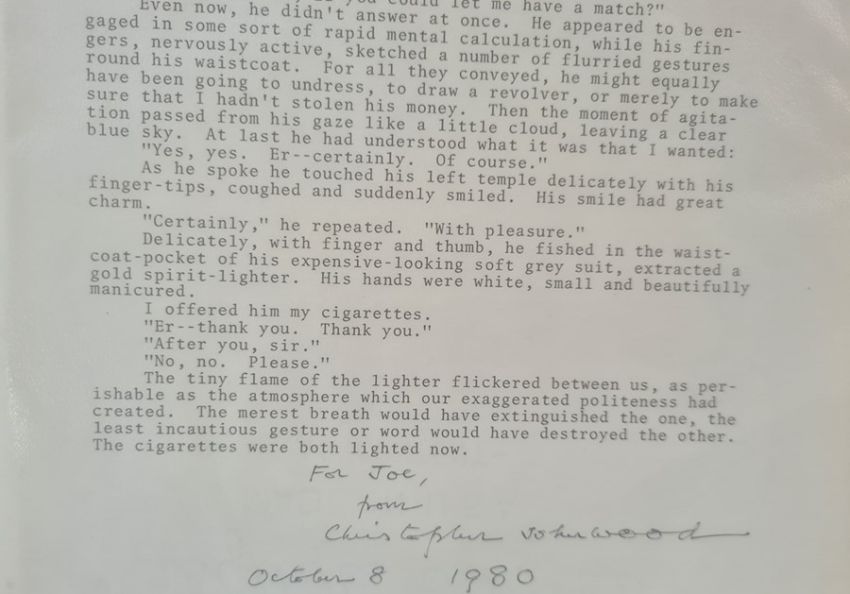 you could let me have a match?"
Even now, he didn't answer at once. He appeared to be en-
gaged in some sort of rapid mental calculation, while his fin-
gers, nervously active, sketched a number of flurried gestures
round his waistcoat. For all they conveyed, he might equally
have been going to undress, to draw a revolver, or merely to make
sure that I hadn't stolen his money. Then the moment of agita-
tion passed from his gaze like a little cloud, leaving a clear
blue sky. At last he had understood what it was that I wanted:
"Yes, yes. Er--certainly. Of course."
As he spoke he touched his left temple delicately with his
finger-tips, coughed and suddenly smiled. His smile had great
charm.
"Certainly," he repeated. "With pleasure."
Delicately, with finger and thumb, he fished in the waist-
coat-pocket of his expensive-looking soft grey suit, extracted a
gold spirit-lighter. His hands were white, small and beautifully
manicured.
I offered him my cigarettes.
"Er--thank you. Thank you."
"After you, sir."
"No, no. Please."
The tiny flame of the lighter flickered between us, as per-
ishable as the atmosphere which our exaggerated politeness had
created. The merest breath would have extinguished the one, the
least incautious gesture or word would have destroyed the other.
The cigarettes were both lighted now.
For Joe,
from
Christopher Isherwood
October 8 1980